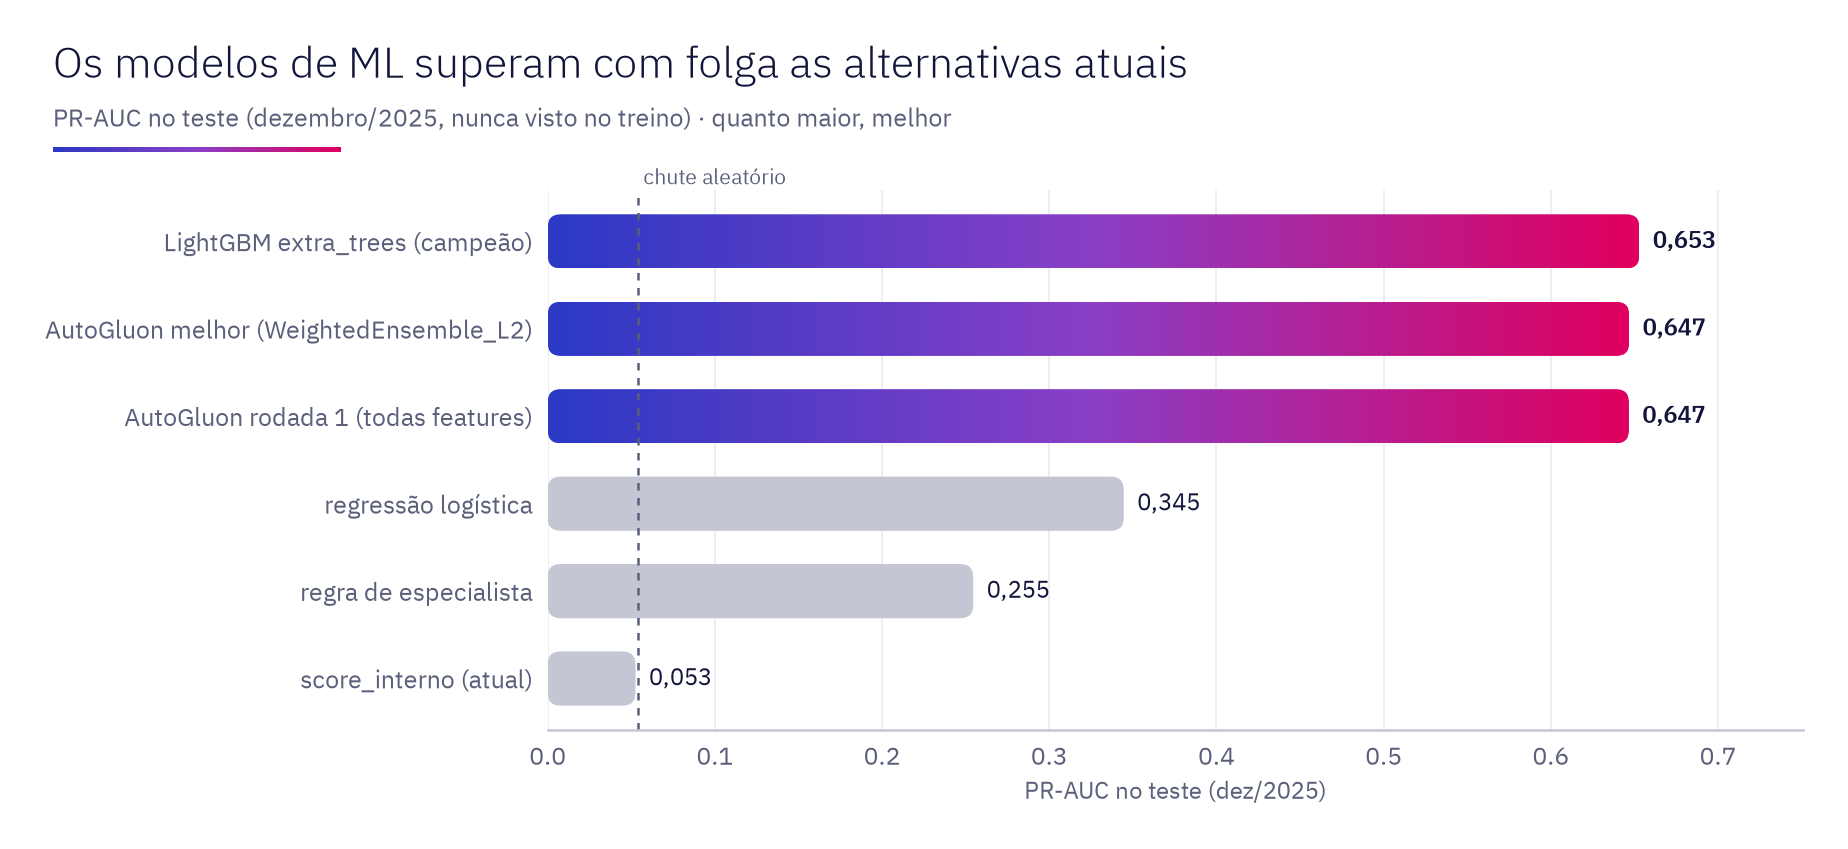 Os modelos de ML superam com folga as alternativas atuais
PR-AUC no teste (dezembro/2025, nunca visto no treino) · quanto maior, melhor
chute aleatório
LightGBM extra_trees (campeão) 0,653
AutoGluon melhor (WeightedEnsemble_L2) 0,647
AutoGluon rodada 1 (todas features) 0,647
regressão logística 0,345
regra de especialista 0,255
score_interno (atual) 0,053
0.0 0.1 0.2 0.3 0.4 0.5 0.6 0.7
PR-AUC no teste (dez/2025)